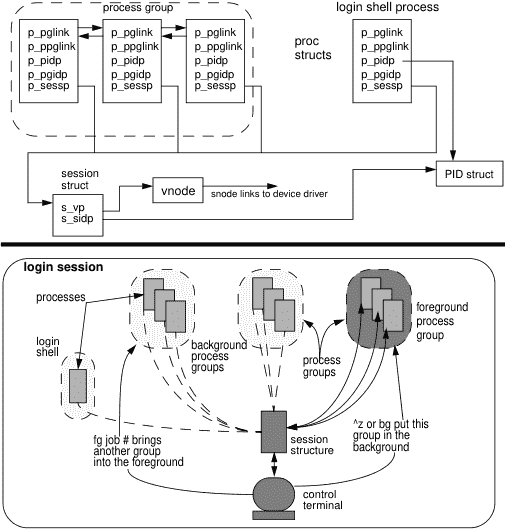 process group
login shell process
p_pglink
p_ppglink
p_pidp
p_pgidp
p_sessp
p_pglink
p_ppglink
p_pidp
p_pgidp
p_sessp
p_pglink
p_ppglink
p_pidp
p_pgidp
p_sessp
proc
structs
p_pglink
p_ppglink
p_pidp
p_pgidp
p_sessp
session
struct
s_vp
s_sidp
vnode
snode links to device driver
PID struct
login session
processes
login
shell
background
process
groups
process
groups
foreground
process
group
fg job # brings
another group
into the foreground
session
structure
^z or bg put this
group in the
background
control
terminal